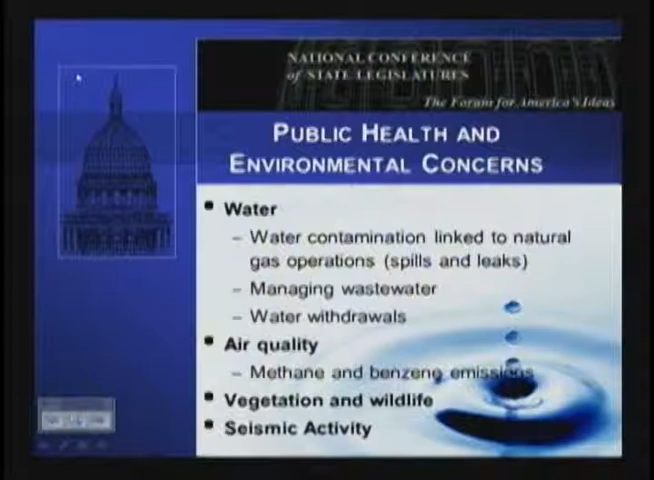 NATIONAL CONFERENCE
of STATE LEGISLATURES
The Forum for America's Ideas
PUBLIC HEALTH AND
ENVIRONMENTAL CONCERNS
• Water
– Water contamination linked to natural
gas operations (spills and leaks)
– Managing wastewater
– Water withdrawals
• Air quality
– Methane and benzene emissions
• Vegetation and wildlife
• Seismic Activity